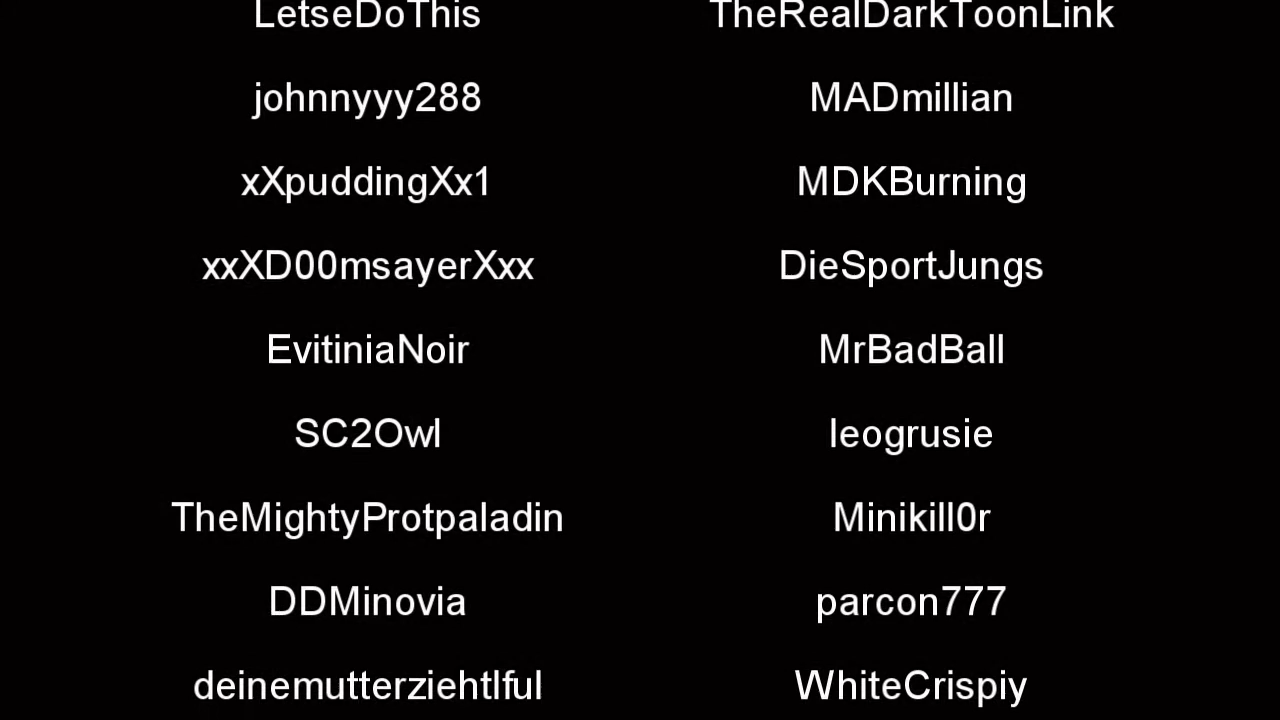 LetseDoThis TheRealDarkToonLink
johnnyyy288 MADmillian
xXpuddingXx1 MDKBurning
xxXD00msayerXxx DieSportJungs
EvitiniaNoir MrBadBall
SC2Owl leogrusie
TheMightyProtpaladin Minikill0r
DDMinovia parcon777
deinemutterziehtlful WhiteCrispiy